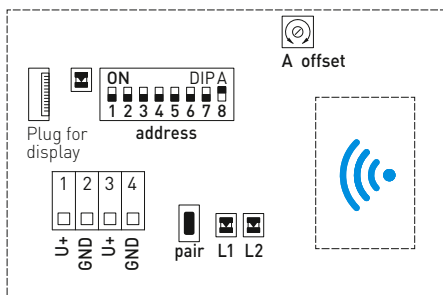 A offset
ON DIP A
1 2 3 4 5 6 7 8
address
Plug for
display
1 2 3 4
U+ GND U+ GND
pair L1 L2